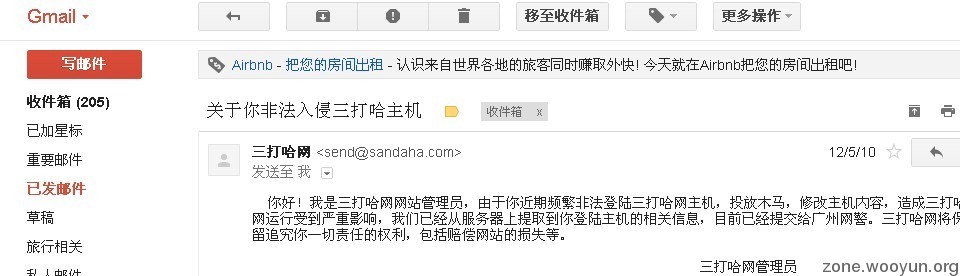 Gmail
移至收件箱
更多操作
写邮件
Airbnb - 把您的房间出租 - 认识来自世界各地的旅客同时赚取外快! 今天就在Airbnb把您的房间出租吧!
收件箱 (205)
关于你非法入侵三打哈主机
收件箱 x
已加星标
重要邮件
三打哈网 <send@sandaha.com>
12/5/10
发送至 我
已发邮件
你好！我是三打哈网网站管理员，由于你近期频繁非法登陆三打哈网主机，投放木马，修改主机内容，造成三打哈
草稿
网运行受到严重影响，我们已经从服务器上提取到你登陆主机的相关信息，目前已经提交给广州网警。三打哈网将保
留追究你一切责任的权利，包括赔偿网站的损失等。
旅行相关
三打哈网管理员
私人邮件
zone.wooyun.org